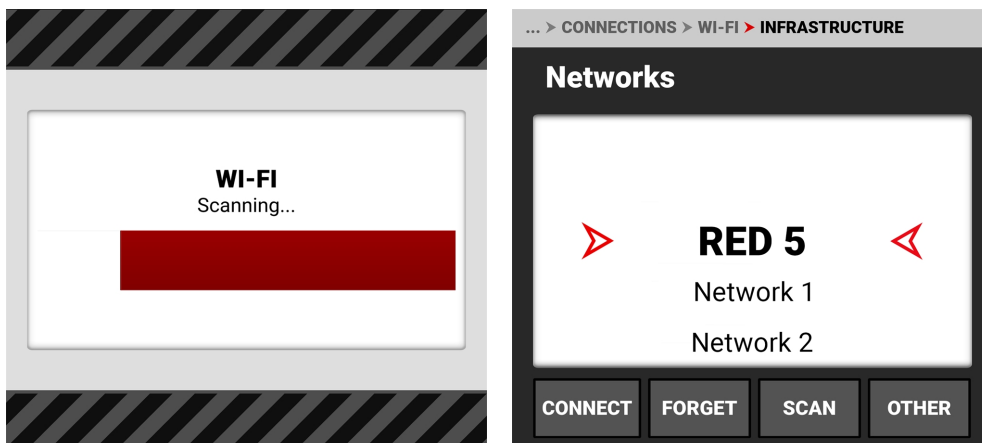 WI-FI
Scanning...
... > CONNECTIONS > WI-FI > INFRASTRUCTURE
Networks
RED 5
Network 1
Network 2
CONNECT FORGET SCAN OTHER